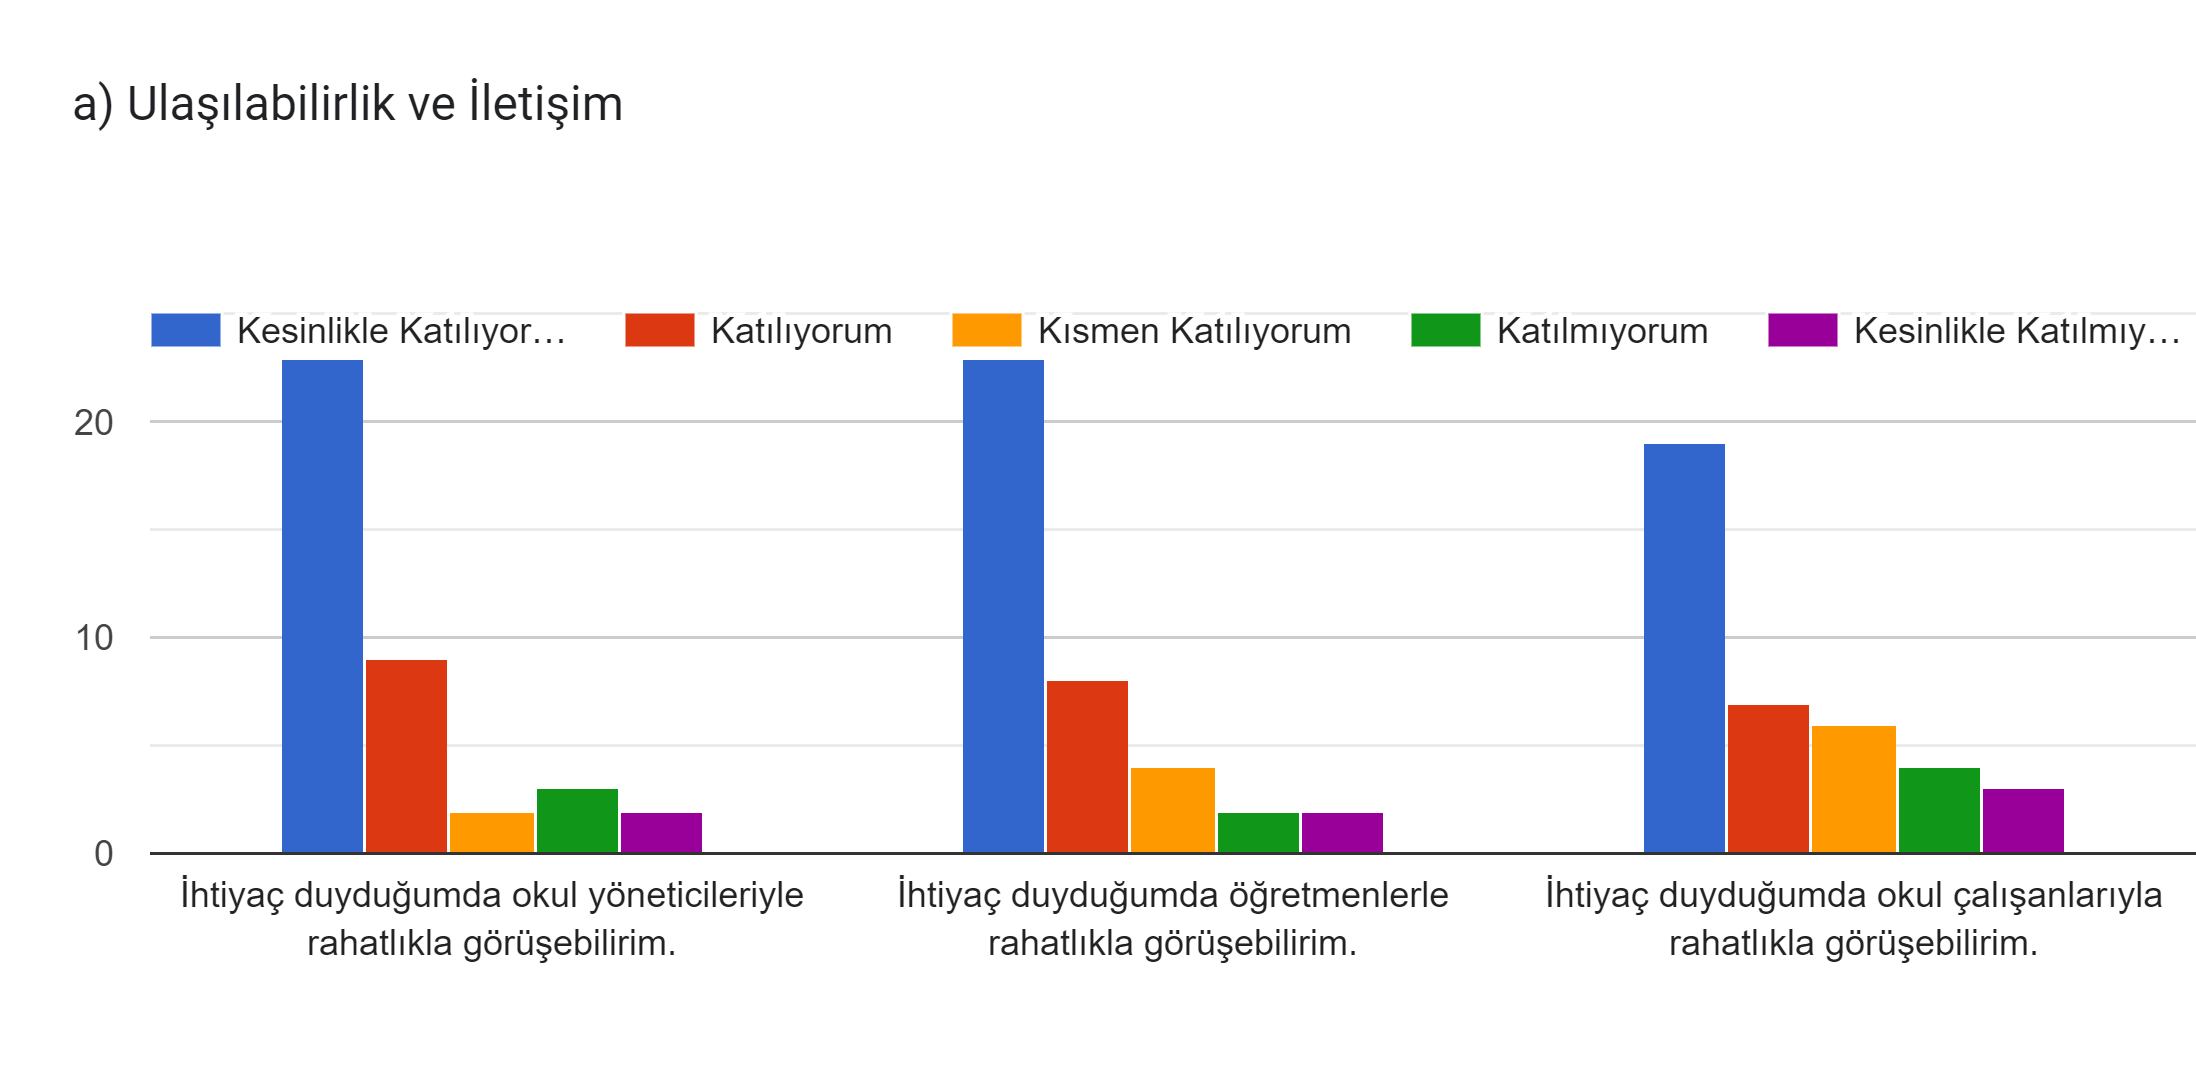 a) Ulaşılabilirlik ve İletişim
Kesinlikle Katılıyor… Katılıyorum Kısmen Katılıyorum Katılmıyorum Kesinlikle Katılmıy…
20
10
0
İhtiyaç duyduğumda okul yöneticileriyle
rahatlıkla görüşebilirim.
İhtiyaç duyduğumda öğretmenlerle
rahatlıkla görüşebilirim.
İhtiyaç duyduğumda okul çalışanlarıyla
rahatlıkla görüşebilirim.